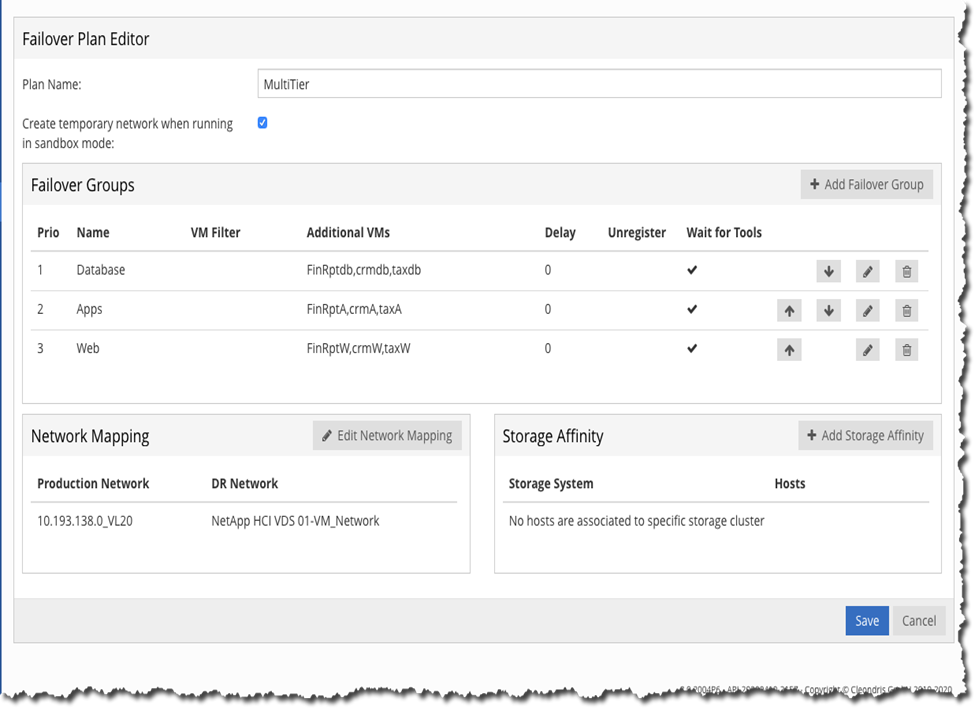 Failover Plan Editor
Plan Name: MultiTier
Create temporary network when running
in sandbox mode:
Failover Groups Add Failover Group
Prio Name VM Filter Additional VMs Delay Unregister Wait for Tools
1 Database FinRptdb,crmdb,taxdb 0
2 Apps FinRptA,crmA,taxA 0
3 Web FinRptW,crmW,taxW 0
Network Mapping Edit Network Mapping
Production Network DR Network
10.193.138.0_VL20 NetApp HCI VDS 01-VM_Network
Storage Affinity Add Storage Affinity
Storage System Hosts
No hosts are associated to specific storage cluster
Save Cancel
Copyright © Cleondris